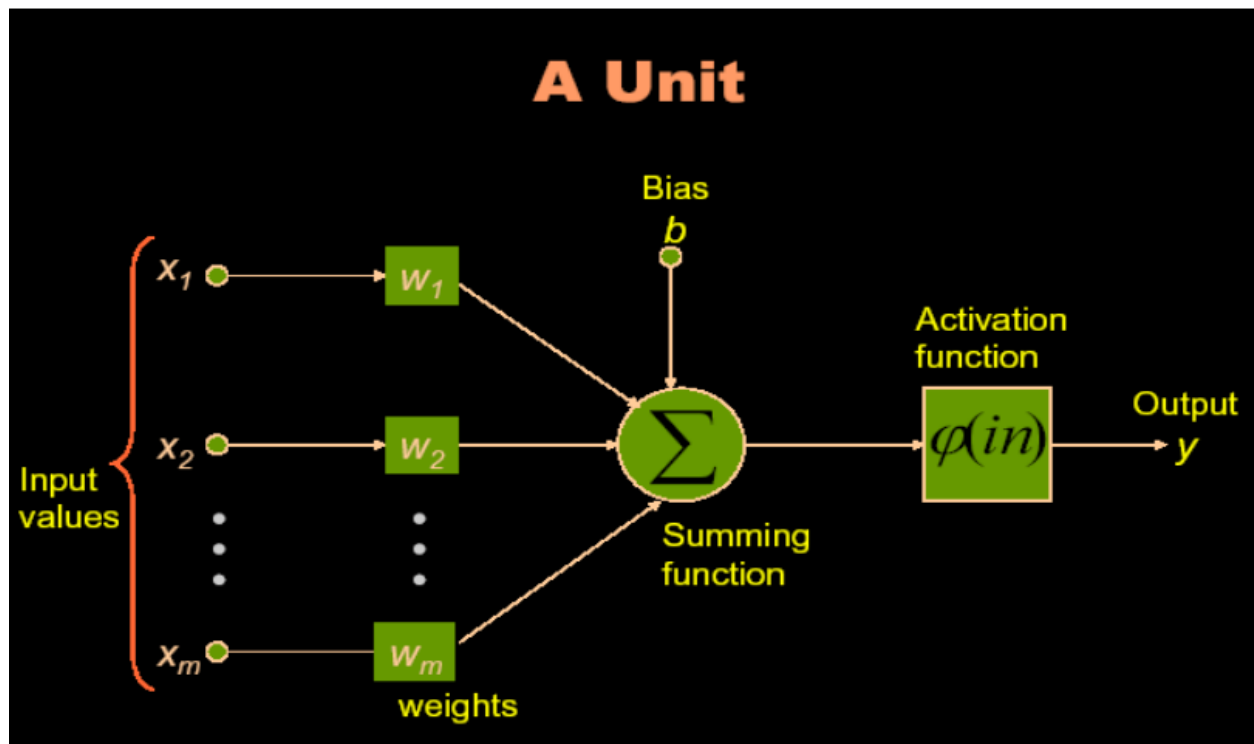 A Unit
Bias
b
x1
w1
Activation
function
φ(in)
Output
y
x2
w2
∑
Input
values
Summing
function
xm
wm
weights